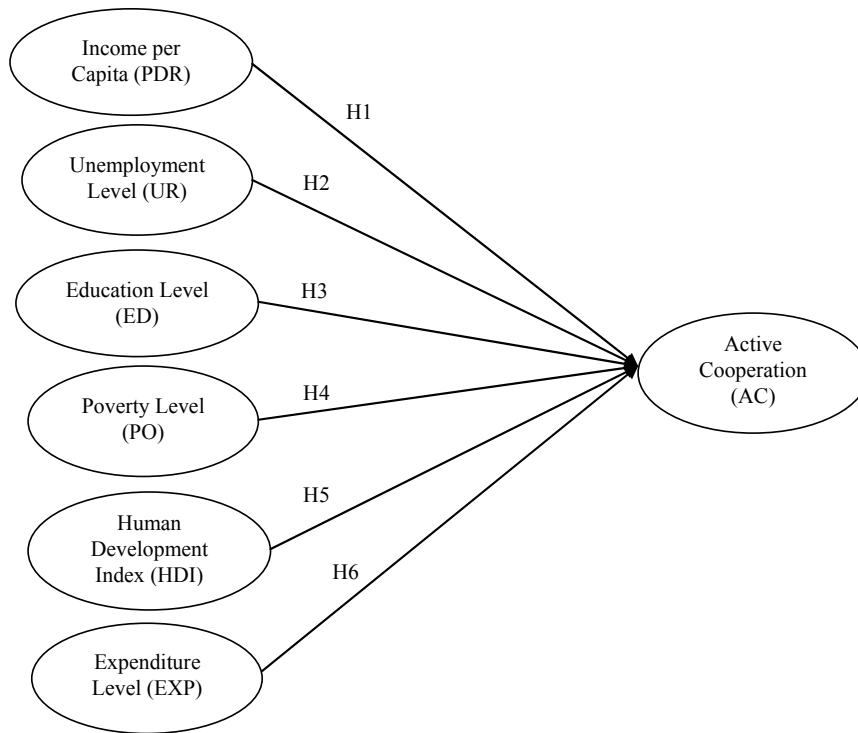 Income per
Capita (PDR)
H1
Unemployment
Level (UR)
H2
Education Level
(ED)
H3
Active
Cooperation
(AC)
Poverty Level
(PO)
H4
Human
Development
Index (HDI)
H5
H6
Expenditure
Level (EXP)